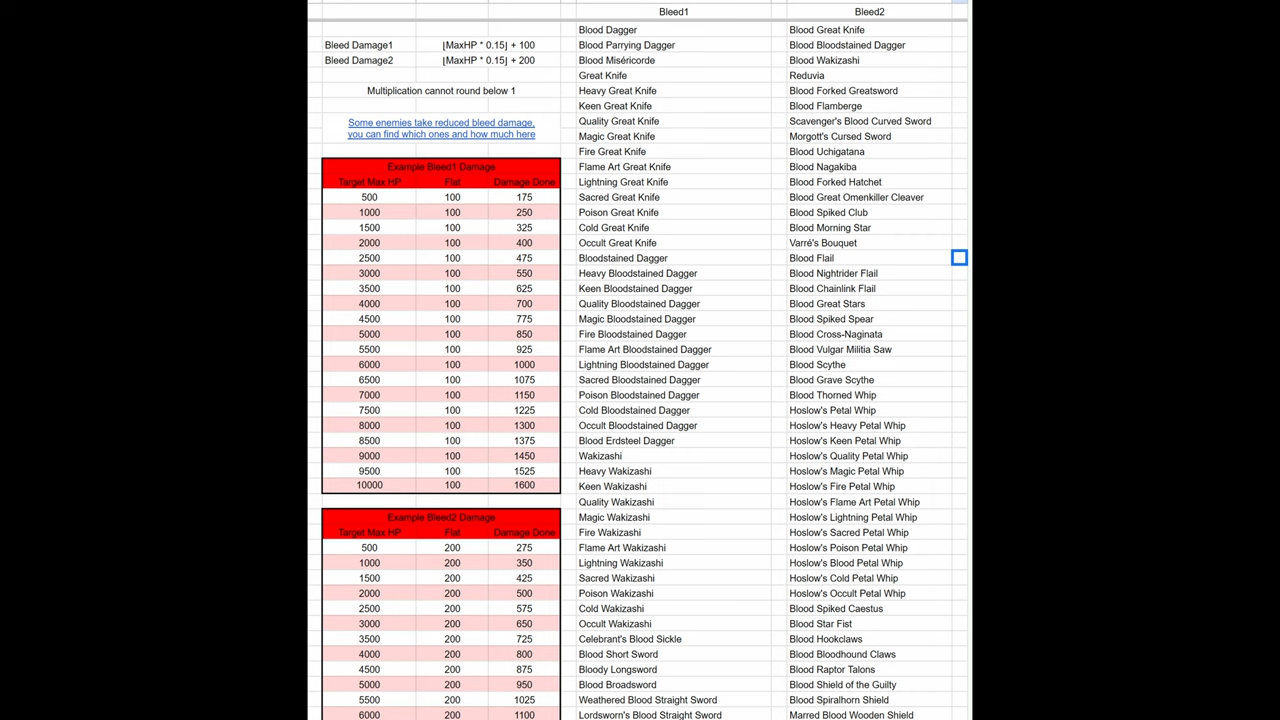 Bleed1 Bleed2
Bleed Damage1 ⌊MaxHP * 0.15⌋ + 100
Bleed Damage2 ⌊MaxHP * 0.15⌋ + 200
Multiplication cannot round below 1
Some enemies take reduced bleed damage,
you can find which ones and how much here
Example Bleed1 Damage
Target Max HP Flat Damage Done
500 100 175
1000 100 250
1500 100 325
2000 100 400
2500 100 475
3000 100 550
3500 100 625
4000 100 700
4500 100 775
5000 100 850
5500 100 925
6000 100 1000
6500 100 1075
7000 100 1150
7500 100 1225
8000 100 1300
8500 100 1375
9000 100 1450
9500 100 1525
10000 100 1600
Example Bleed2 Damage
Target Max HP Flat Damage Done
500 200 275
1000 200 350
1500 200 425
2000 200 500
2500 200 575
3000 200 650
3500 200 725
4000 200 800
4500 200 875
5000 200 950
5500 200 1025
6000 200 1100
Blood Dagger
Blood Parrying Dagger
Blood Miséricorde
Great Knife
Heavy Great Knife
Keen Great Knife
Quality Great Knife
Magic Great Knife
Fire Great Knife
Flame Art Great Knife
Lightning Great Knife
Sacred Great Knife
Poison Great Knife
Cold Great Knife
Occult Great Knife
Bloodstained Dagger
Heavy Bloodstained Dagger
Keen Bloodstained Dagger
Quality Bloodstained Dagger
Magic Bloodstained Dagger
Fire Bloodstained Dagger
Flame Art Bloodstained Dagger
Lightning Bloodstained Dagger
Sacred Bloodstained Dagger
Poison Bloodstained Dagger
Cold Bloodstained Dagger
Occult Bloodstained Dagger
Blood Erdsteel Dagger
Wakizashi
Heavy Wakizashi
Keen Wakizashi
Quality Wakizashi
Magic Wakizashi
Fire Wakizashi
Flame Art Wakizashi
Lightning Wakizashi
Sacred Wakizashi
Poison Wakizashi
Cold Wakizashi
Occult Wakizashi
Celebrant's Blood Sickle
Blood Short Sword
Bloody Longsword
Blood Broadsword
Weathered Blood Straight Sword
Lordsworn's Blood Straight Sword
Blood Great Knife
Blood Bloodstained Dagger
Blood Wakizashi
Reduvia
Blood Forked Greatsword
Blood Flamberge
Scavenger's Blood Curved Sword
Morgott's Cursed Sword
Blood Uchigatana
Blood Nagakiba
Blood Forked Hatchet
Blood Great Omenkiller Cleaver
Blood Spiked Club
Blood Morning Star
Varré's Bouquet
Blood Flail
Blood Nightrider Flail
Blood Chainlink Flail
Blood Great Stars
Blood Spiked Spear
Blood Cross-Naginata
Blood Vulgar Militia Saw
Blood Scythe
Blood Grave Scythe
Blood Thorned Whip
Hoslow's Petal Whip
Hoslow's Heavy Petal Whip
Hoslow's Keen Petal Whip
Hoslow's Quality Petal Whip
Hoslow's Magic Petal Whip
Hoslow's Fire Petal Whip
Hoslow's Flame Art Petal Whip
Hoslow's Lightning Petal Whip
Hoslow's Sacred Petal Whip
Hoslow's Poison Petal Whip
Hoslow's Blood Petal Whip
Hoslow's Cold Petal Whip
Hoslow's Occult Petal Whip
Blood Spiked Caestus
Blood Star Fist
Blood Hookclaws
Blood Bloodhound Claws
Blood Raptor Talons
Blood Shield of the Guilty
Blood Spiralhorn Shield
Marred Blood Wooden Shield